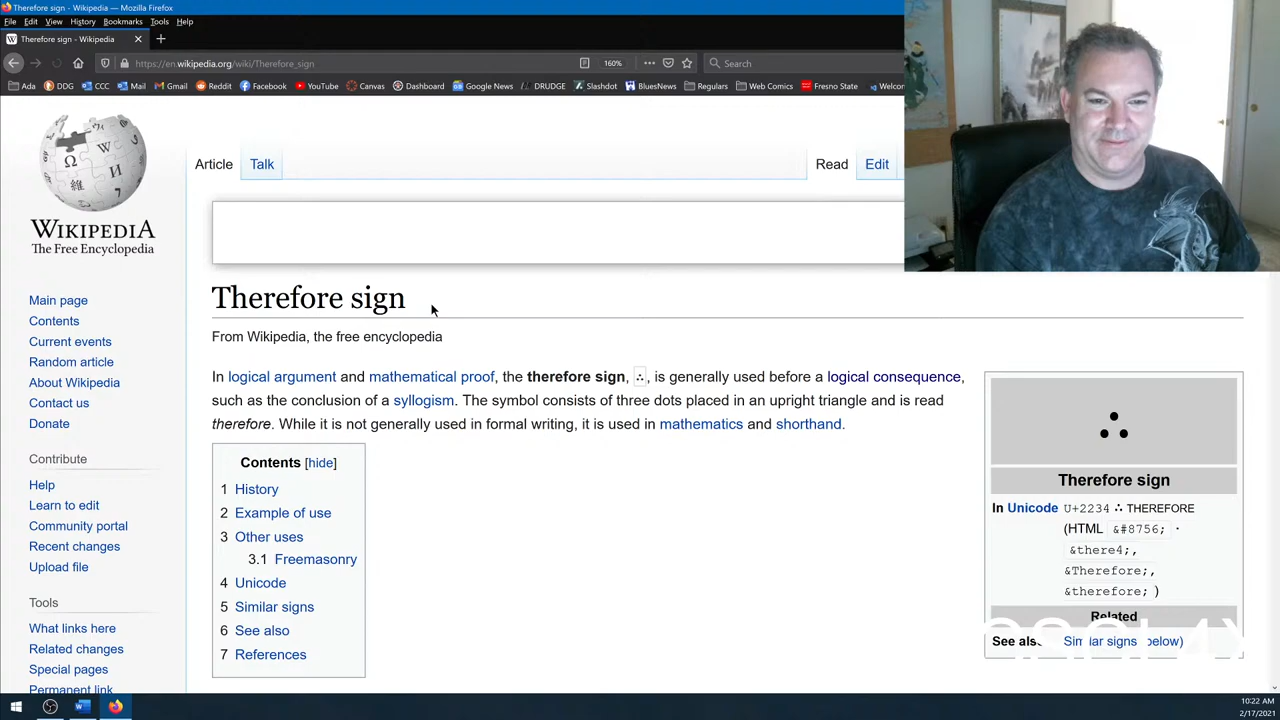 Therefore sign - Wikipedia — Mozilla Firefox
File Edit View History Bookmarks Tools Help
Therefore sign - Wikipedia
https://en.wikipedia.org/wiki/Therefore_sign 160% Search
Ada DDG CCC Mail Gmail Reddit Facebook YouTube Canvas Dashboard Google News DRUDGE Slashdot BluesNews Regulars Web Comics Fresno State
WIKIPEDIA
The Free Encyclopedia
Main page
Contents
Current events
Random article
About Wikipedia
Contact us
Donate
Contribute
Help
Learn to edit
Community portal
Recent changes
Upload file
Tools
What links here
Related changes
Special pages
Permanent link
Article Talk Read Edit
Therefore sign
From Wikipedia, the free encyclopedia
In logical argument and mathematical proof, the therefore sign, ∴, is generally used before a logical consequence,
such as the conclusion of a syllogism. The symbol consists of three dots placed in an upright triangle and is read
therefore. While it is not generally used in formal writing, it is used in mathematics and shorthand.
Contents [hide]
1 History
2 Example of use
3 Other uses
3.1 Freemasonry
4 Unicode
5 Similar signs
6 See also
7 References
∴
Therefore sign
In Unicode U+2234 ∴ THEREFORE
(HTML &#8756; ·
&there4;,
&Therefore;,
&therefore; )
Related
See also Similar signs (below)
10:22 AM
2/17/2021